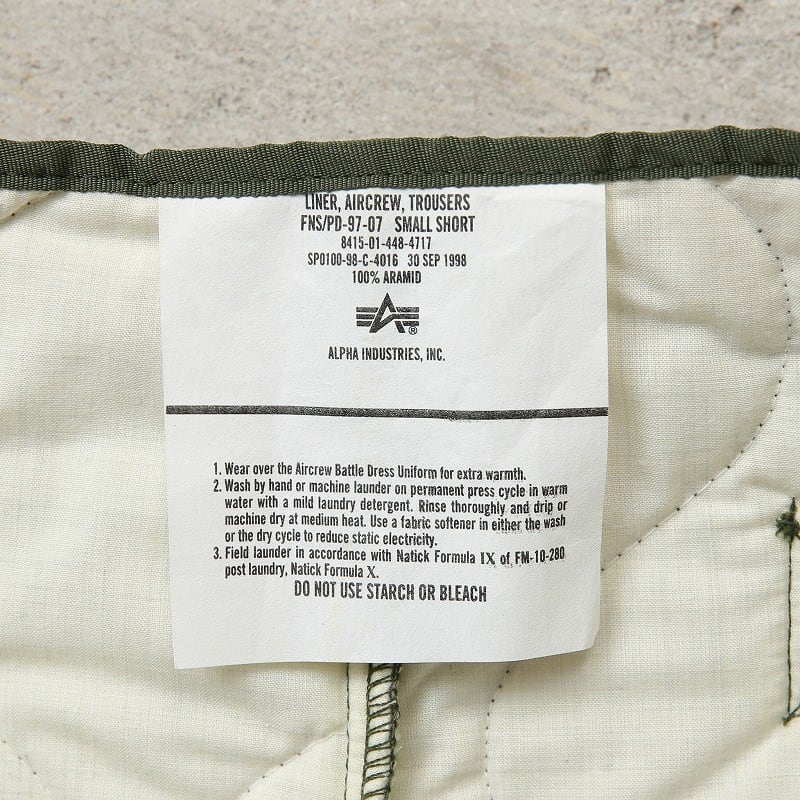 LINER, AIRCREW, TROUSERS
FNS/PD-97-07 SMALL SHORT
8415-01-448-4717
SP0100-98-C-4016 30 SEP 1998
100% ARAMID
®
ALPHA INDUSTRIES, INC.
1. Wear over the Aircrew Battle Dress Uniform for extra warmth.
2. Wash by hand or machine launder on permanent press cycle in warm
water with a mild laundry detergent. Rinse thoroughly and drip or
machine dry at medium heat. Use a fabric softener in either the wash
or the dry cycle to reduce static electricity.
3. Field launder in accordance with Natick Formula IX of FM-10-280
post laundry, Natick Formula X.
DO NOT USE STARCH OR BLEACH